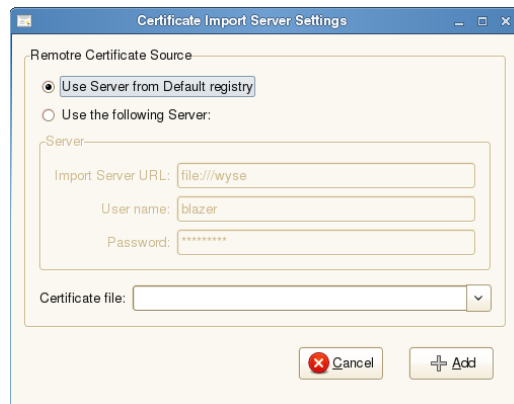 Certificate Import Server Settings
Remotre Certificate Source
Use Server from Default registry
Use the following Server:
Server
Import Server URL: file:///wyse
User name: blazer
Password: *********
Certificate file:
Cancel Add